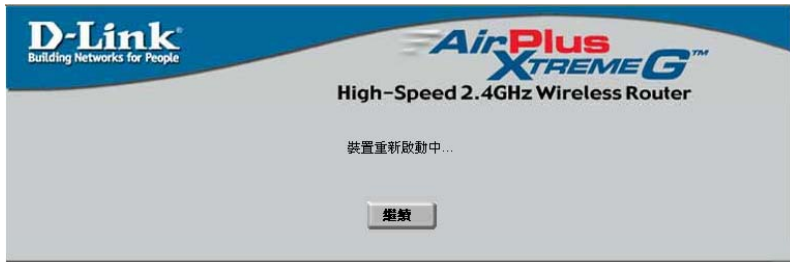 D-Link
Building Networks for People
AirPlus
XTREME G™
High-Speed 2.4GHz Wireless Router
裝置重新啟動中...
繼續